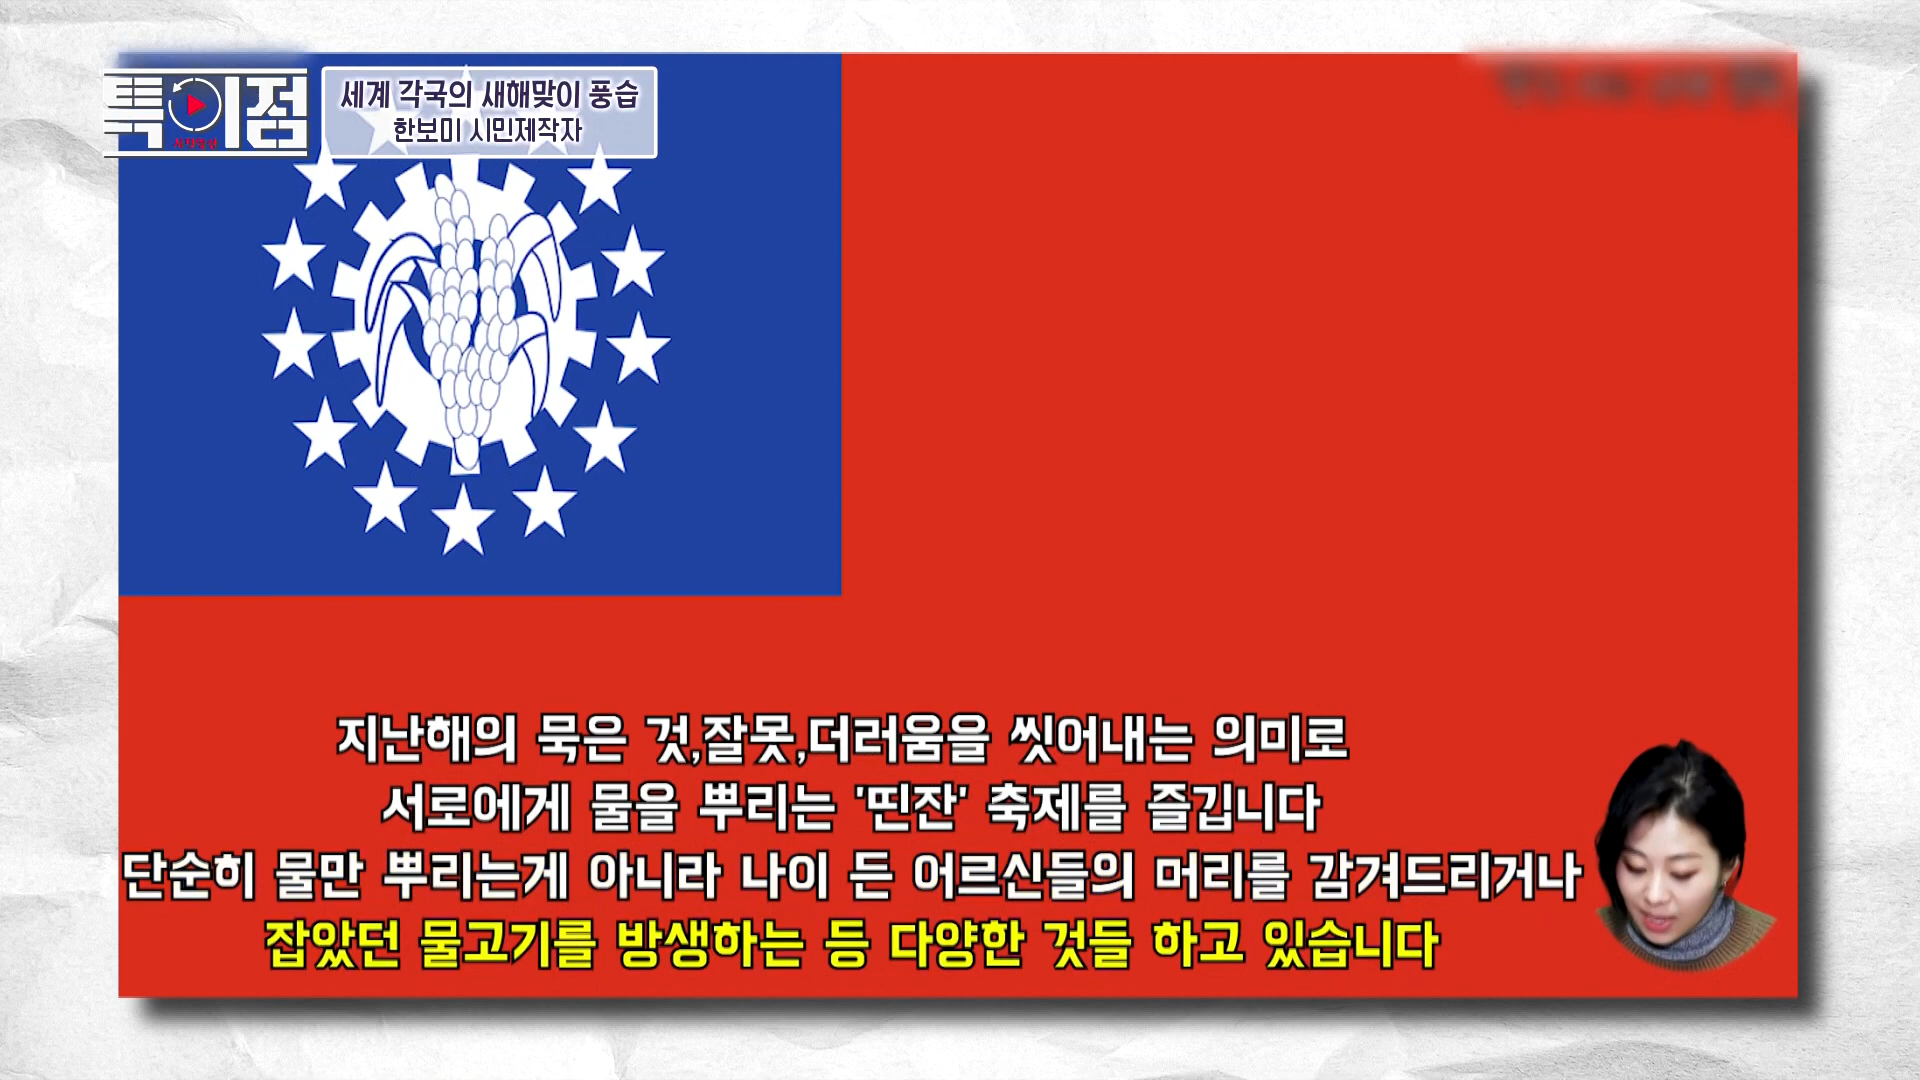 특이점
세계 각국의 새해맞이 풍습
한보미 시민제작자
지난해의 묵은 것,잘못,더러움을 씻어내는 의미로
서로에게 물을 뿌리는 '띤잔' 축제를 즐깁니다
단순히 물만 뿌리는게 아니라 나이 든 어르신들의 머리를 감겨드리거나
잡았던 물고기를 방생하는 등 다양한 것들 하고 있습니다